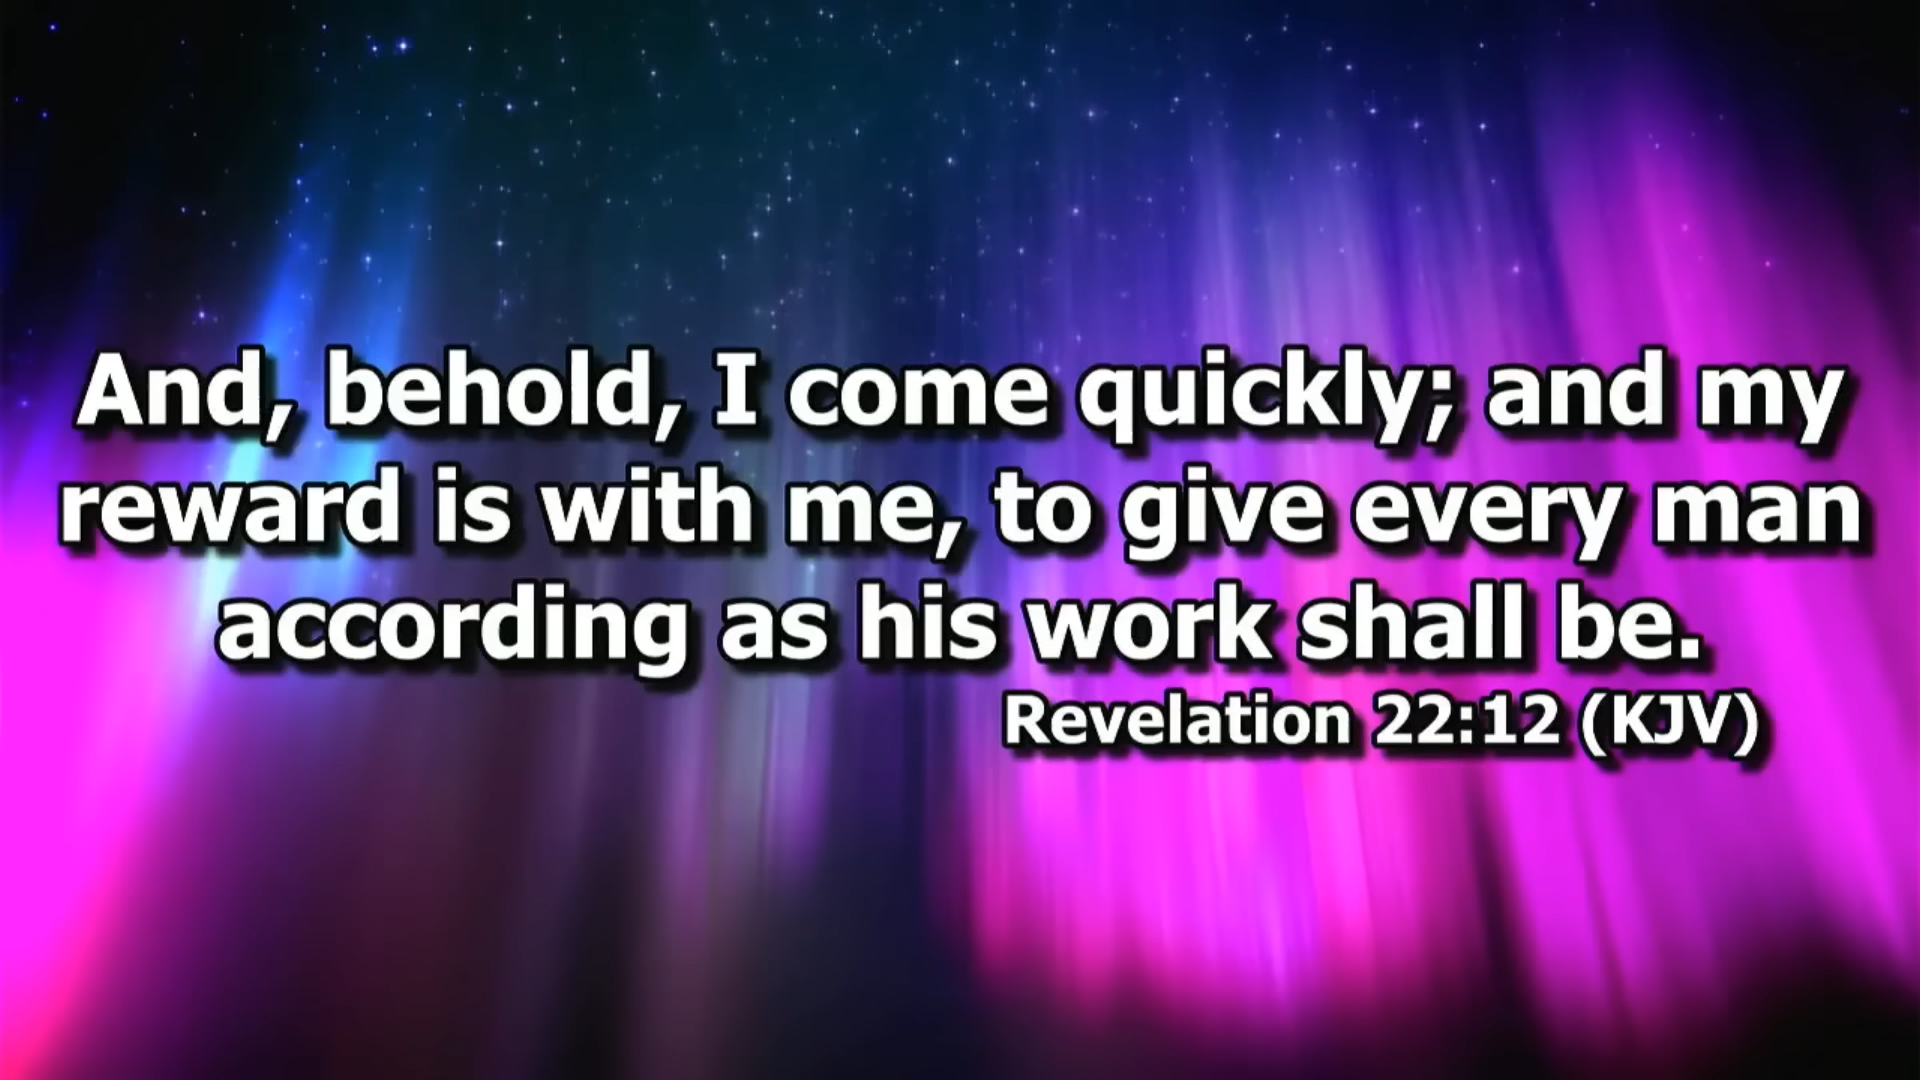 And, behold, I come quickly; and my
reward is with me, to give every man
according as his work shall be.
Revelation 22:12 (KJV)